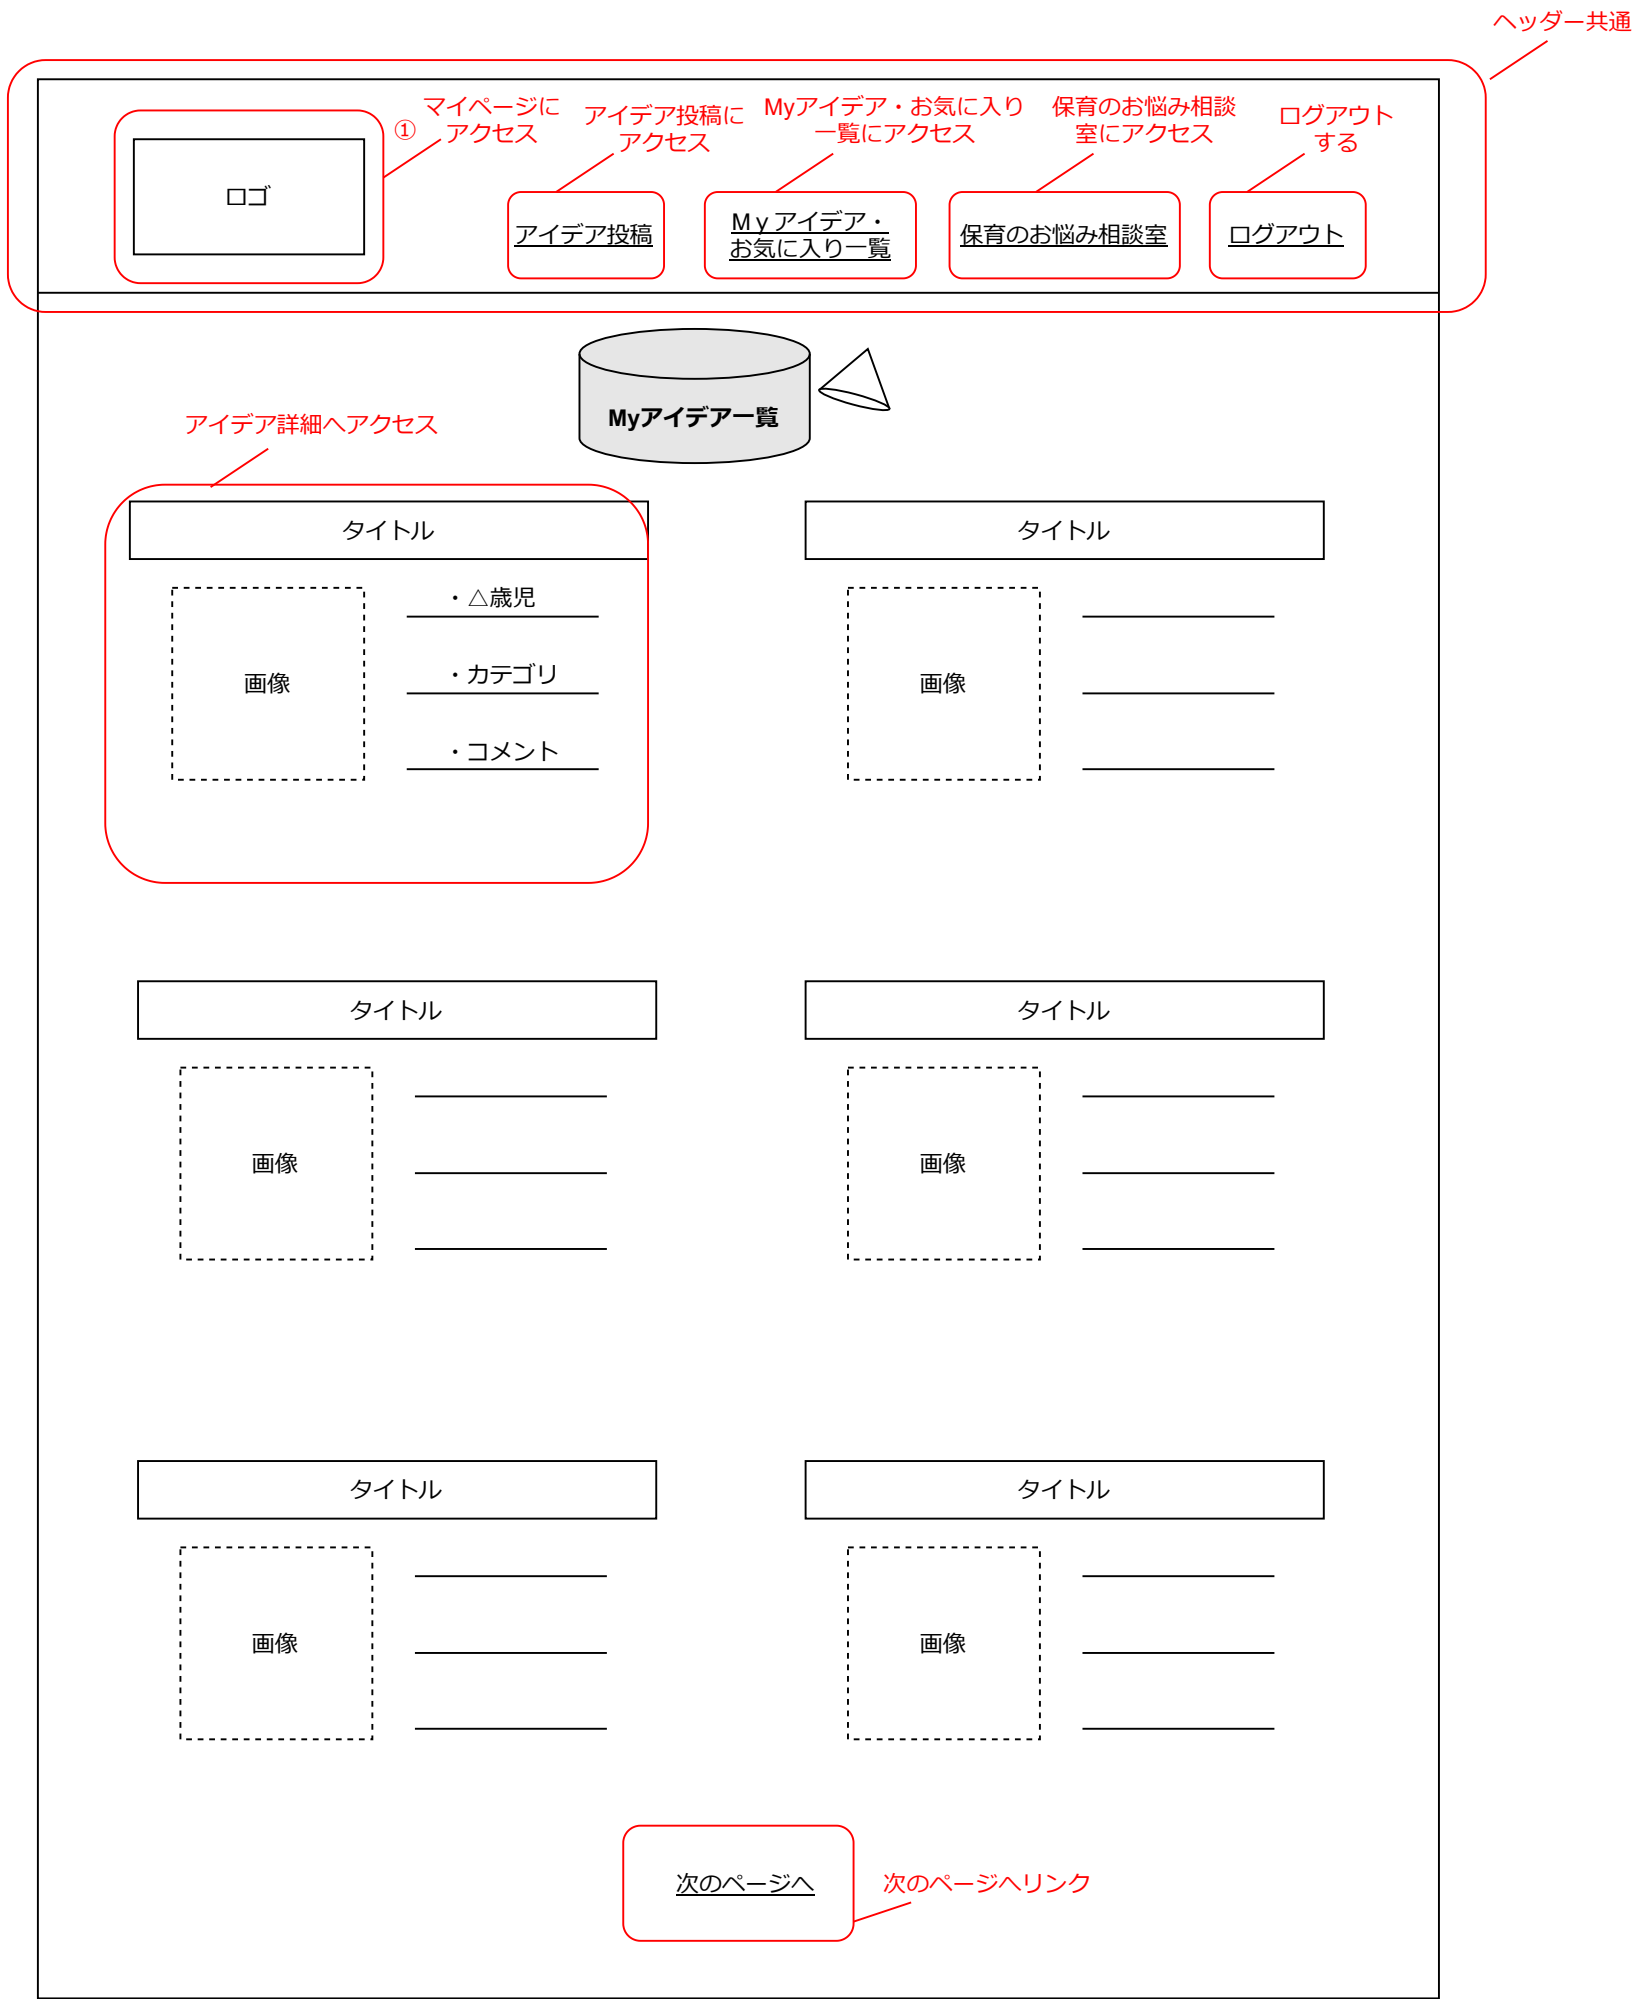 ヘッダー共通
①
マイページに
アクセス
アイデア投稿に
アクセス
Myアイデア・お気に入り
一覧にアクセス
保育のお悩み相談
室にアクセス
ログアウト
する
ロゴ
アイデア投稿
Ｍｙアイデア・
お気に入り一覧
保育のお悩み相談室
ログアウト
Myアイデア一覧
アイデア詳細へアクセス
タイトル
画像
・△歳児
・カテゴリ
・コメント
タイトル
画像
タイトル
画像
タイトル
画像
タイトル
画像
タイトル
画像
次のページへ
次のページへリンク